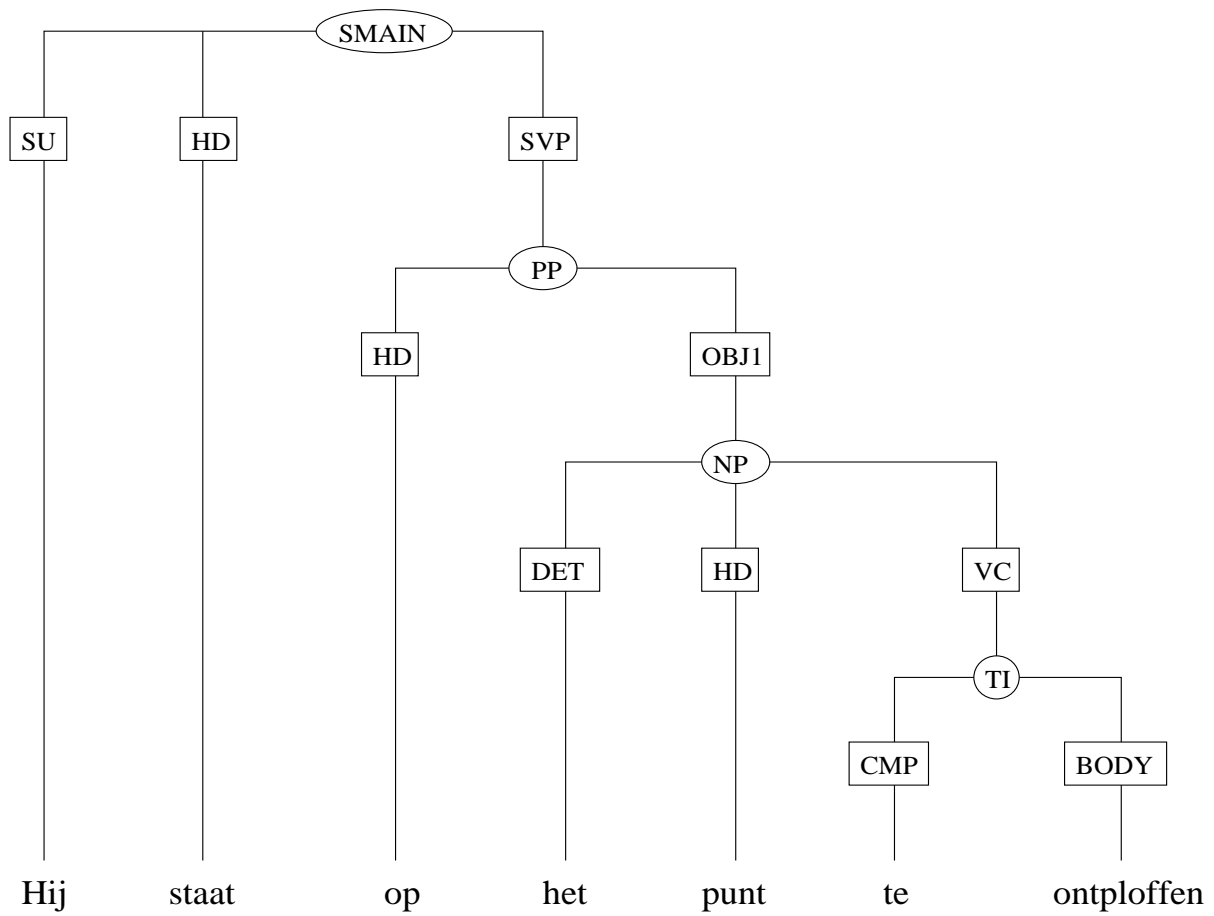 SMAIN
SU HD SVP
PP
HD OBJ1
NP
DET HD VC
TI
CMP BODY
Hij staat op het punt te ontploffen